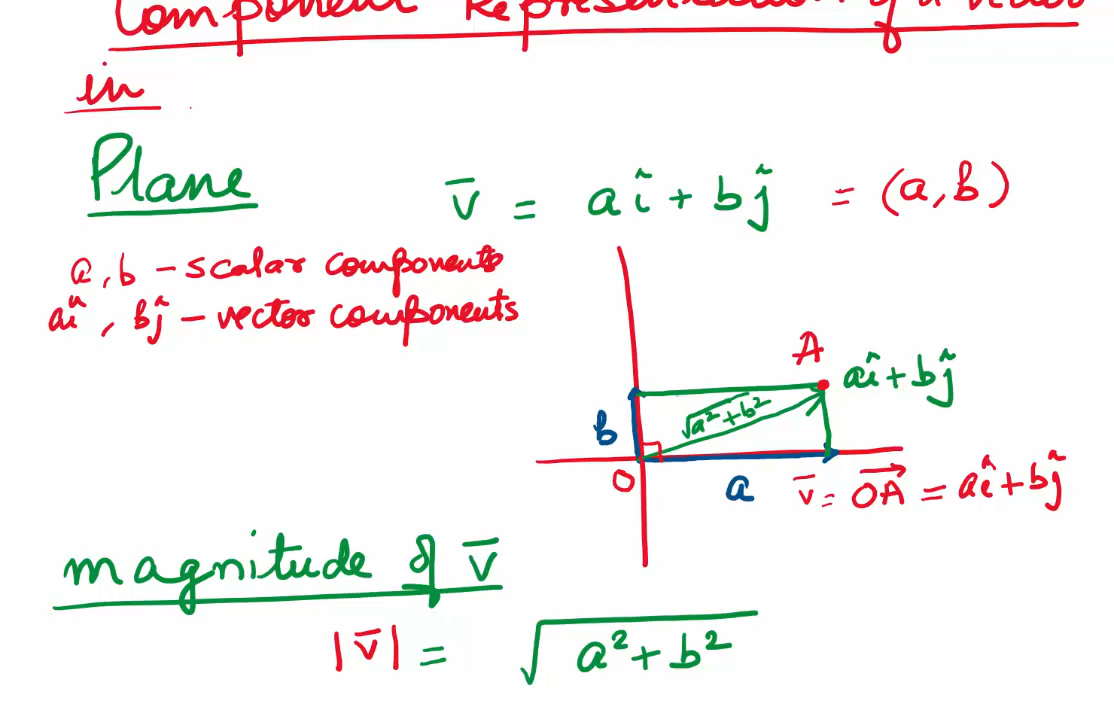 Component Representation of a vector
in
Plane
v̅ = aî + bĵ = (a, b)
a, b - scalar components
aî, bĵ - vector components
A
aî + bĵ
√a²+b²
b
O
a
v̅ = OA⃗ = aî + bĵ
magnitude of v̅
|v̅| = √a² + b²